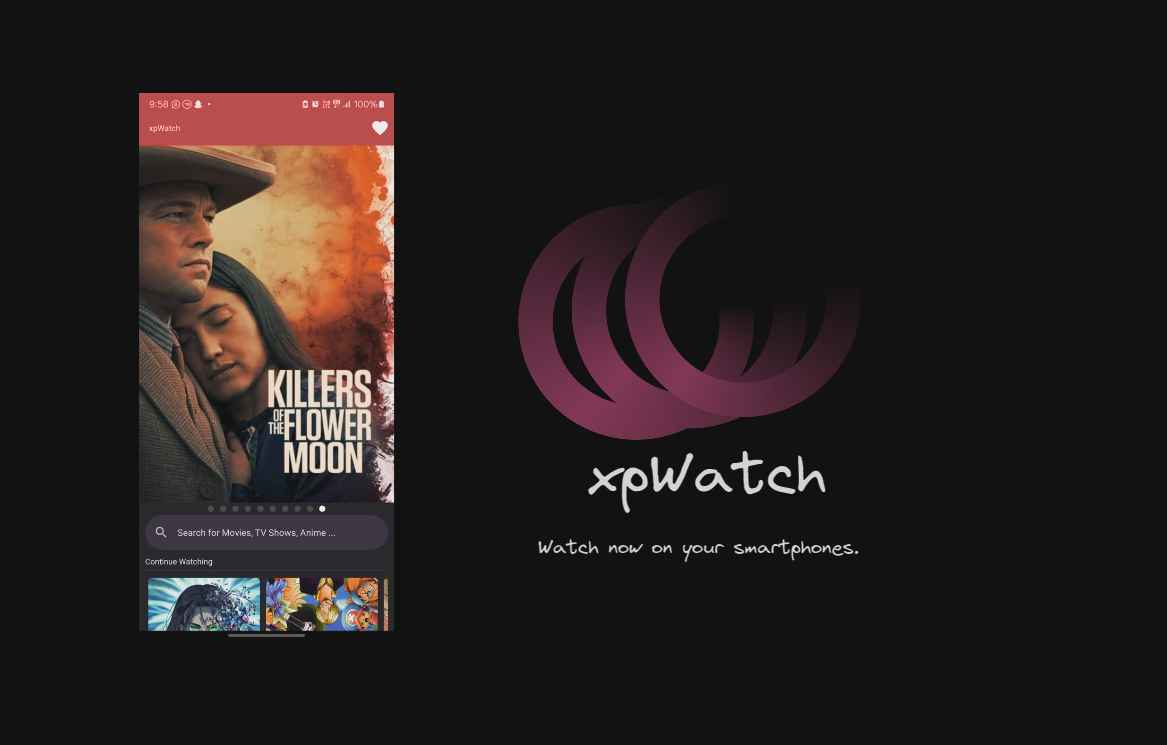 9:58
100%
xpWatch
KILLERS
OF THE FLOWER
MOON
Search for Movies, TV Shows, Anime ...
Continue Watching
xpWatch
Watch now on your smartphones.